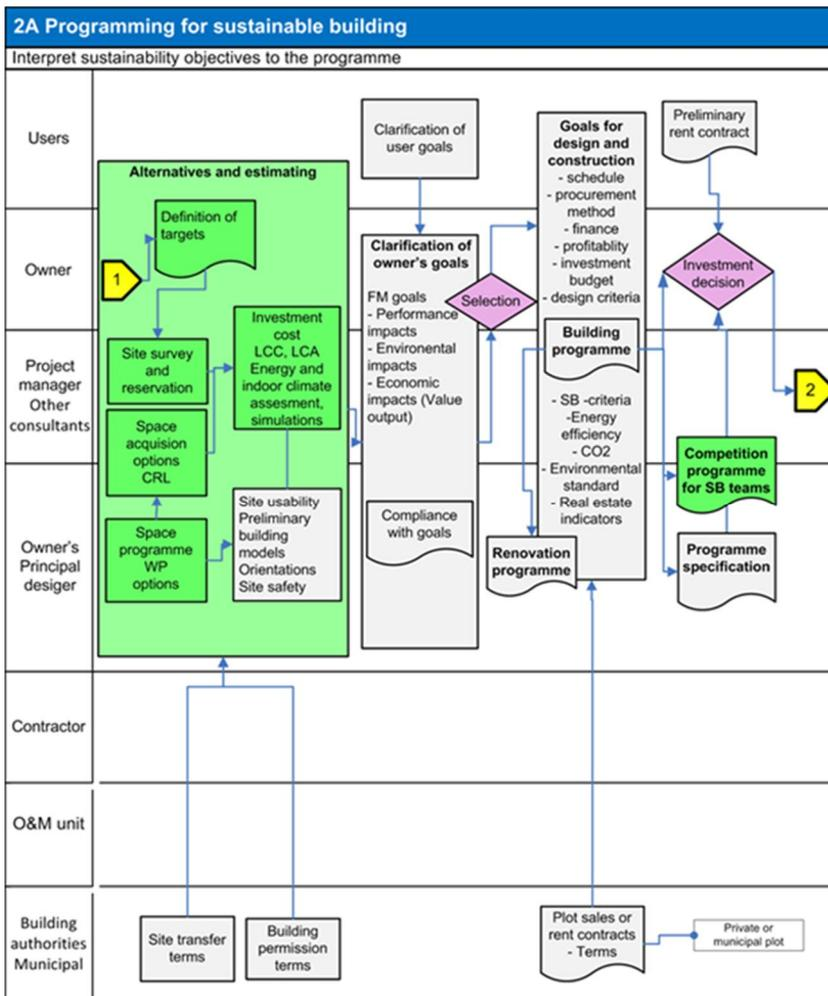 2A Programming for sustainable building
Interpret sustainability objectives to the programme
Users
Owner
Project
manager
Other
consultants
Owner's
Principal
desiger
Contractor
O&M unit
Building
authorities
Municipal
Alternatives and estimating
1
Definition of
targets
Site survey
and
reservation
Space
acquision
options
CRL
Space
programme
WP
options
Investment
cost
LCC, LCA
Energy and
indoor climate
assesment,
simulations
Site usability
Preliminary
building
models
Orientations
Site safety
Clarification of
user goals
Clarification of
owner's goals
FM goals
- Performance
impacts
- Environental
impacts
- Economic
impacts (Value
output)
Compliance
with goals
Selection
Goals for
design and
construction
- schedule
- procurement
method
- finance
- profitablity
- investment
budget
- design criteria
Building
programme
- SB -criteria
-Energy
efficiency
- CO2
- Environmental
standard
- Real estate
indicators
Renovation
programme
Preliminary
rent contract
Investment
decision
2
Competition
programme
for SB teams
Programme
specification
Site transfer
terms
Building
permission
terms
Plot sales or
rent contracts
- Terms
Private or
municipal plot